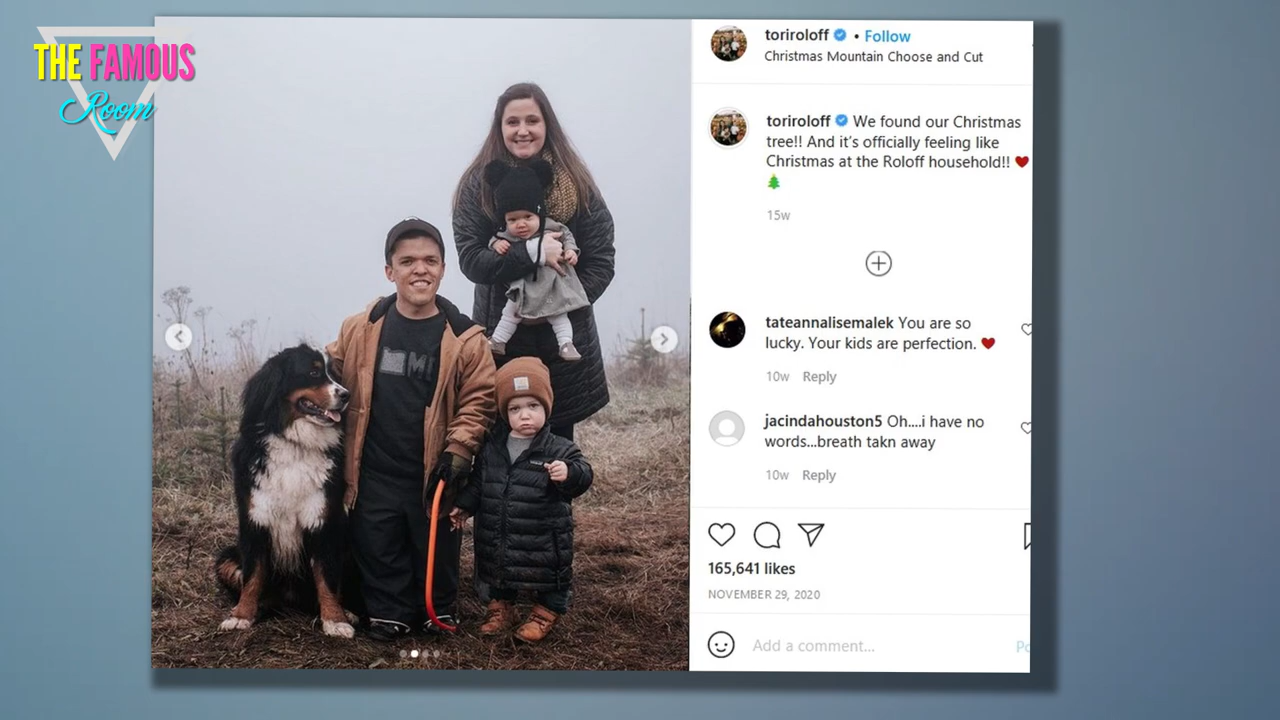 THE FAMOUS
Room
toriroloff • Follow
Christmas Mountain Choose and Cut
toriroloff We found our Christmas
tree!! And it's officially feeling like
Christmas at the Roloff household!! ❤️
🎄
15w
tateannalisemalek You are so
lucky. Your kids are perfection. ❤️
10w Reply
jacindahouston5 Oh....i have no
words...breath takn away
10w Reply
165,641 likes
NOVEMBER 29, 2020
Add a comment...